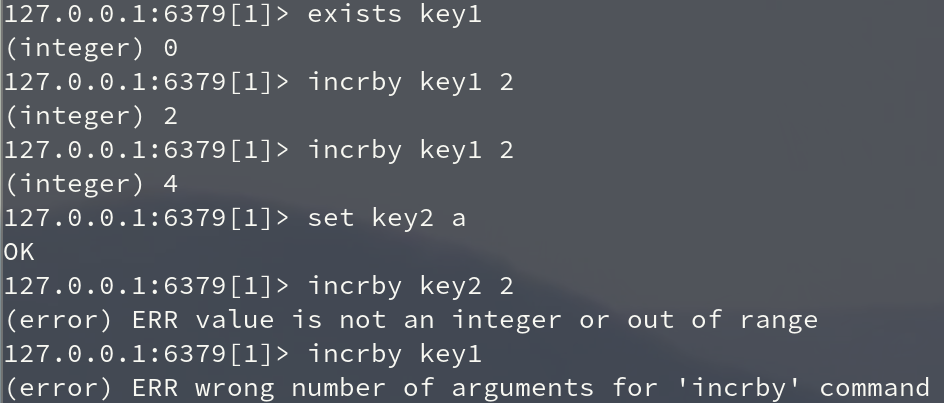 127.0.0.1:6379[1]> exists key1
(integer) 0
127.0.0.1:6379[1]> incrby key1 2
(integer) 2
127.0.0.1:6379[1]> incrby key1 2
(integer) 4
127.0.0.1:6379[1]> set key2 a
OK
127.0.0.1:6379[1]> incrby key2 2
(error) ERR value is not an integer or out of range
127.0.0.1:6379[1]> incrby key1
(error) ERR wrong number of arguments for 'incrby' command